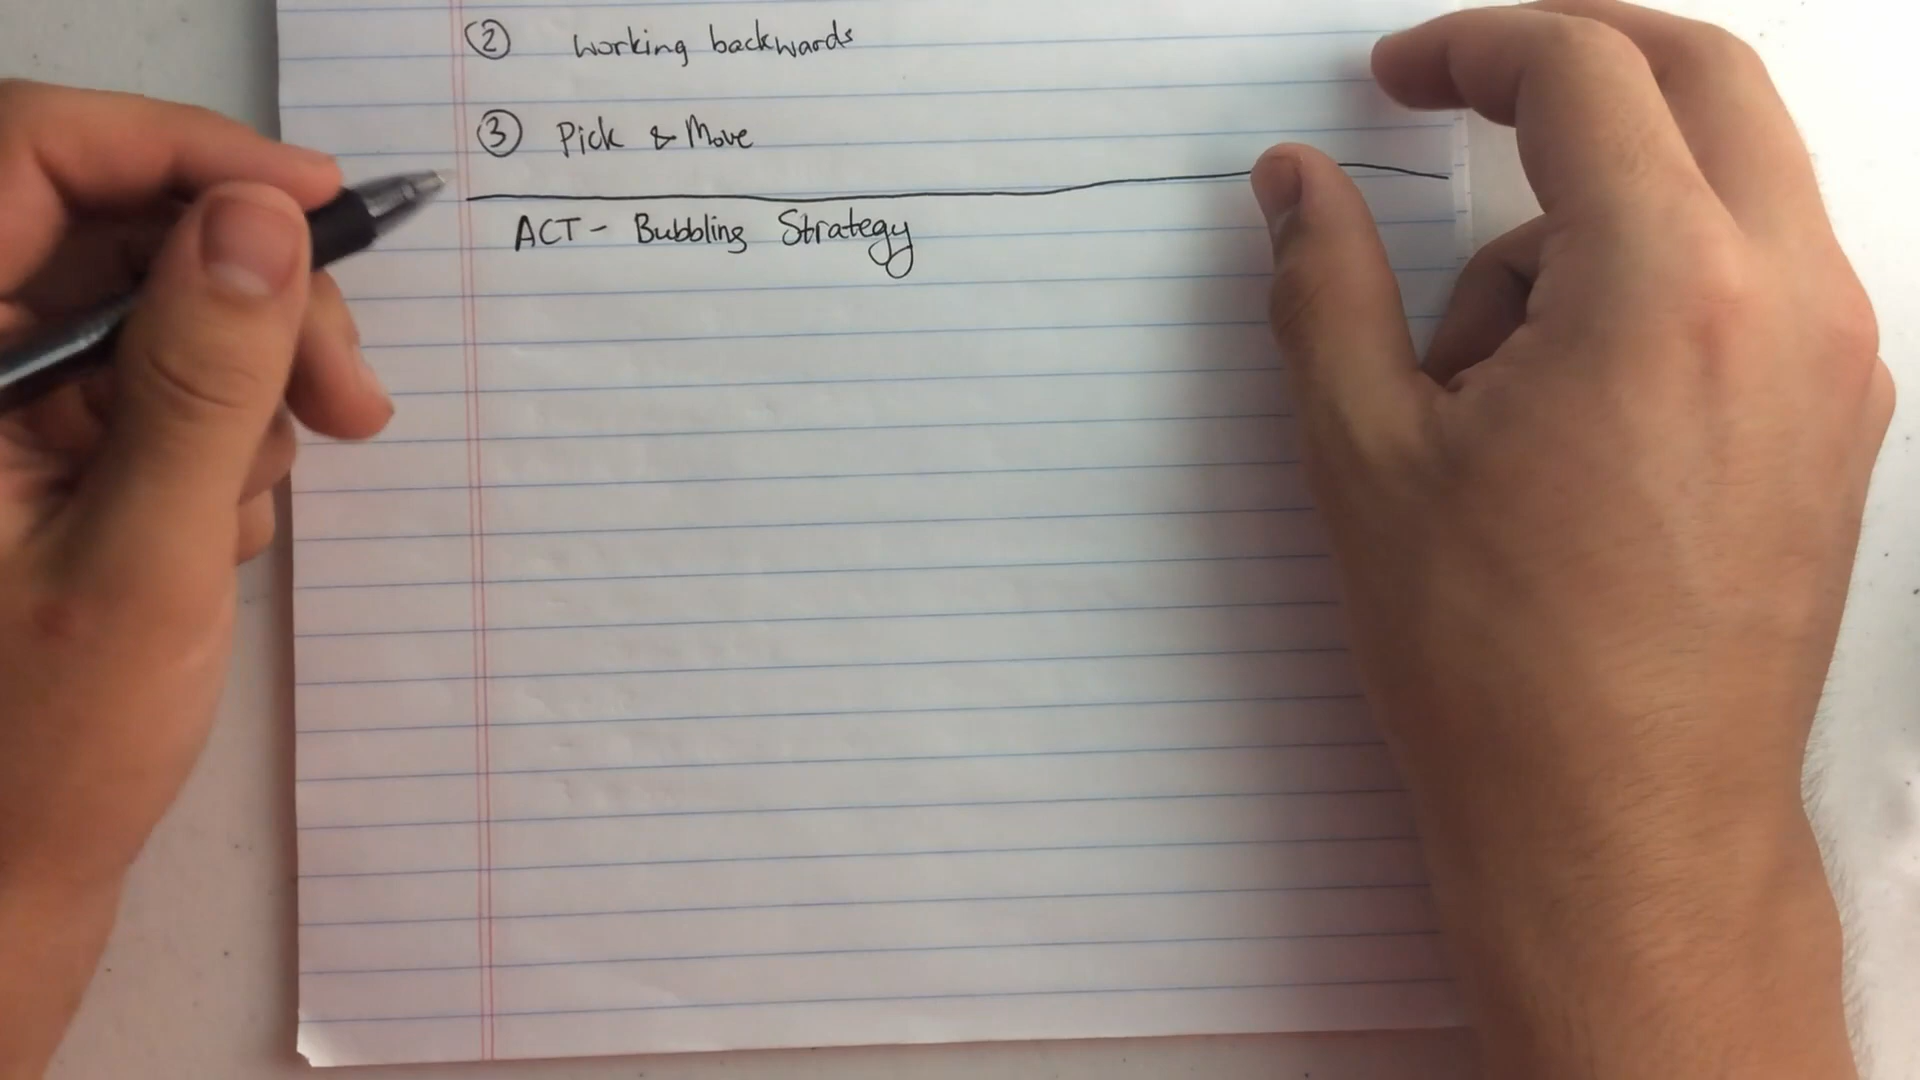 ② working backwards
③ Pick & Move
ACT - Bubbling Strategy